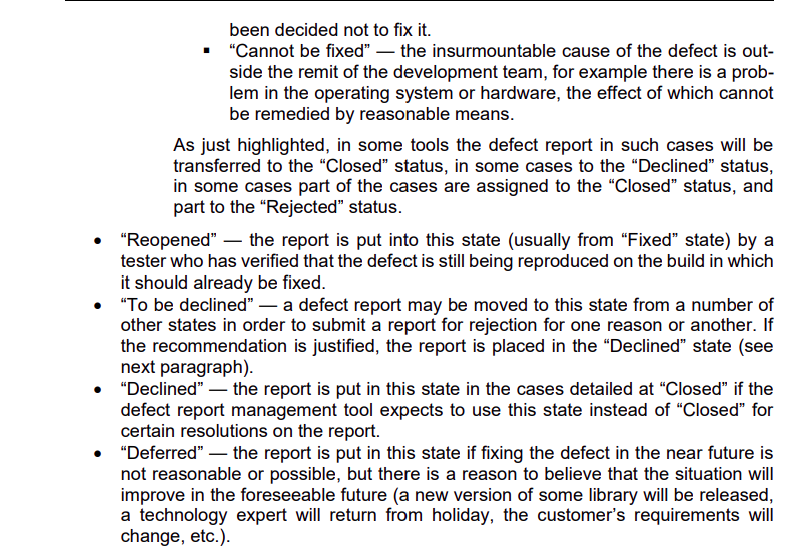 been decided not to fix it.
▪ “Cannot be fixed” — the insurmountable cause of the defect is out-
side the remit of the development team, for example there is a prob-
lem in the operating system or hardware, the effect of which cannot
be remedied by reasonable means.
As just highlighted, in some tools the defect report in such cases will be
transferred to the “Closed” status, in some cases to the “Declined” status,
in some cases part of the cases are assigned to the “Closed” status, and
part to the “Rejected” status.
• “Reopened” — the report is put into this state (usually from “Fixed” state) by a
tester who has verified that the defect is still being reproduced on the build in which
it should already be fixed.
• “To be declined” — a defect report may be moved to this state from a number of
other states in order to submit a report for rejection for one reason or another. If
the recommendation is justified, the report is placed in the “Declined” state (see
next paragraph).
• “Declined” — the report is put in this state in the cases detailed at “Closed” if the
defect report management tool expects to use this state instead of “Closed” for
certain resolutions on the report.
• “Deferred” — the report is put in this state if fixing the defect in the near future is
not reasonable or possible, but there is a reason to believe that the situation will
improve in the foreseeable future (a new version of some library will be released,
a technology expert will return from holiday, the customer’s requirements will
change, etc.).